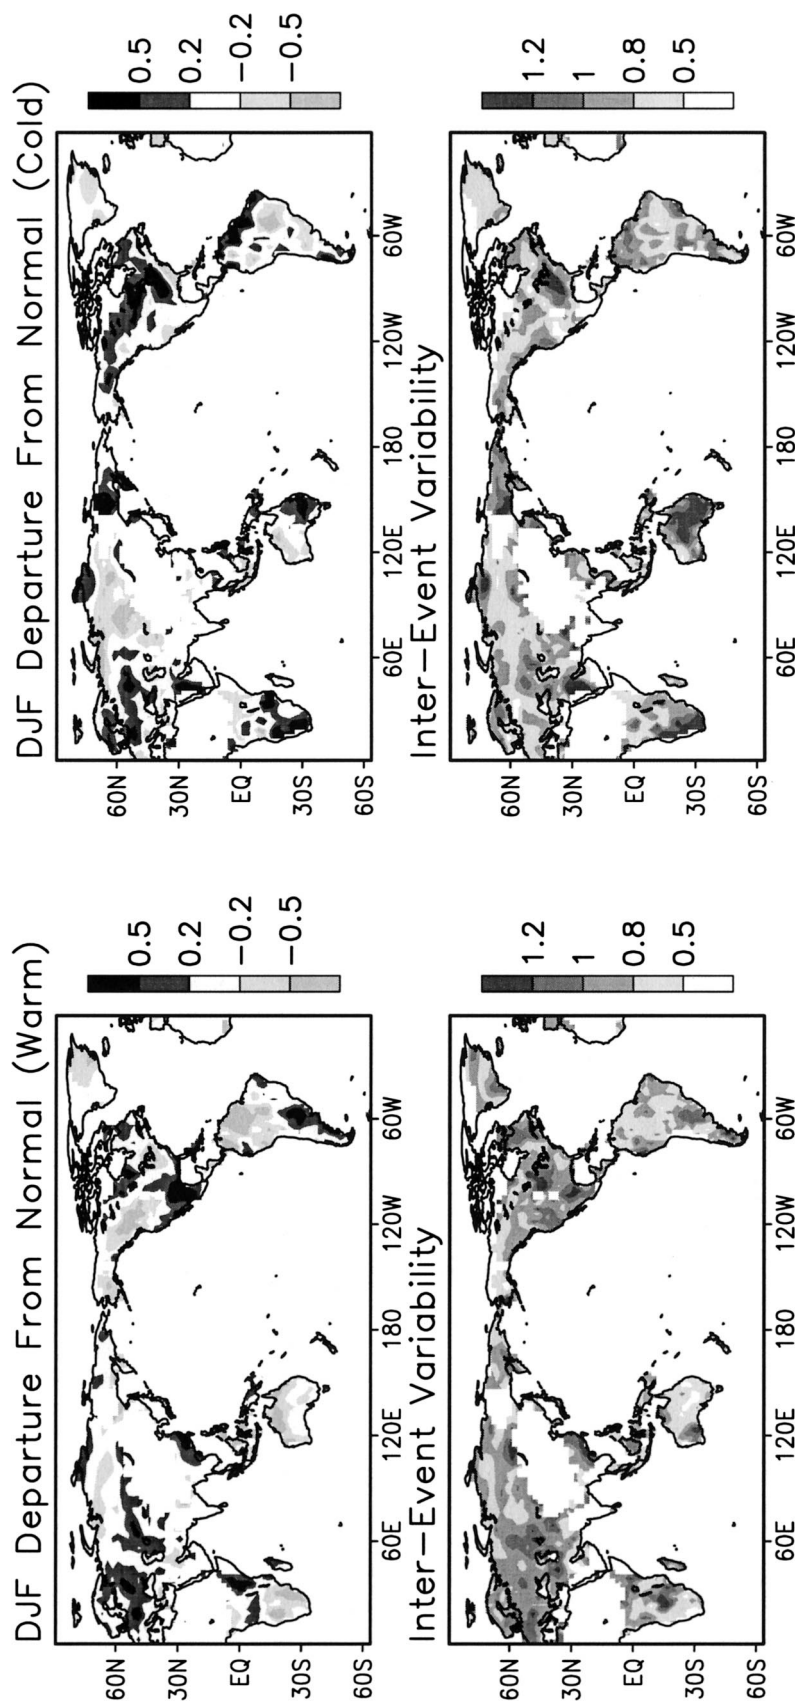 DJF Departure From Normal (Warm)
60N
30N
EQ
30S
60S
60E
120E
180
120W
60W
0.5
0.2
−0.2
−0.5
Inter−Event Variability
60N
30N
EQ
30S
60S
60E
120E
180
120W
60W
1.2
1
0.8
0.5
DJF Departure From Normal (Cold)
60N
30N
EQ
30S
60S
60E
120E
180
120W
60W
0.5
0.2
−0.2
−0.5
Inter−Event Variability
60N
30N
EQ
30S
60S
60E
120E
180
120W
60W
1.2
1
0.8
0.5